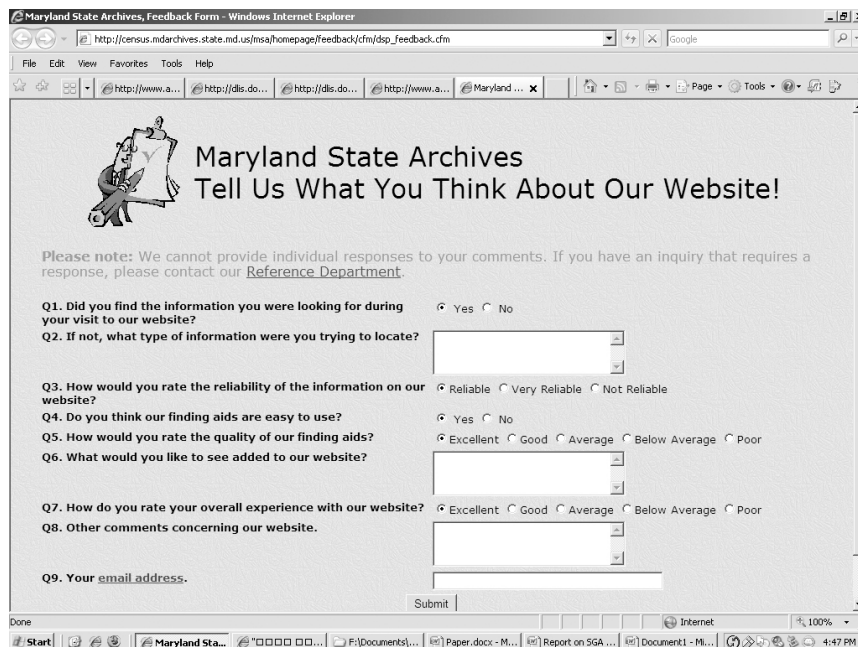 Maryland State Archives, Feedback Form - Windows Internet Explorer
http://census.mdarchives.state.md.us/msa/homepage/feedback/cfm/dsp_feedback.cfm
Google
File Edit View Favorites Tools Help
http://www.a... http://dlis.do... http://dlis.do... http://www.a... Maryland ... x Page Tools
Maryland State Archives
Tell Us What You Think About Our Website!
Please note: We cannot provide individual responses to your comments. If you have an inquiry that requires a
response, please contact our Reference Department.
Q1. Did you find the information you were looking for during
your visit to our website?
Yes No
Q2. If not, what type of information were you trying to locate?
Q3. How would you rate the reliability of the information on our
website?
Reliable Very Reliable Not Reliable
Q4. Do you think our finding aids are easy to use? Yes No
Q5. How would you rate the quality of our finding aids? Excellent Good Average Below Average Poor
Q6. What would you like to see added to our website?
Q7. How do you rate your overall experience with our website? Excellent Good Average Below Average Poor
Q8. Other comments concerning our website.
Q9. Your email address.
Submit
Done Internet 100%
Start Maryland Sta... F:\Documents\... Paper.docx - M... Report on SGA ... Document1 - Mi... 4:47 PM